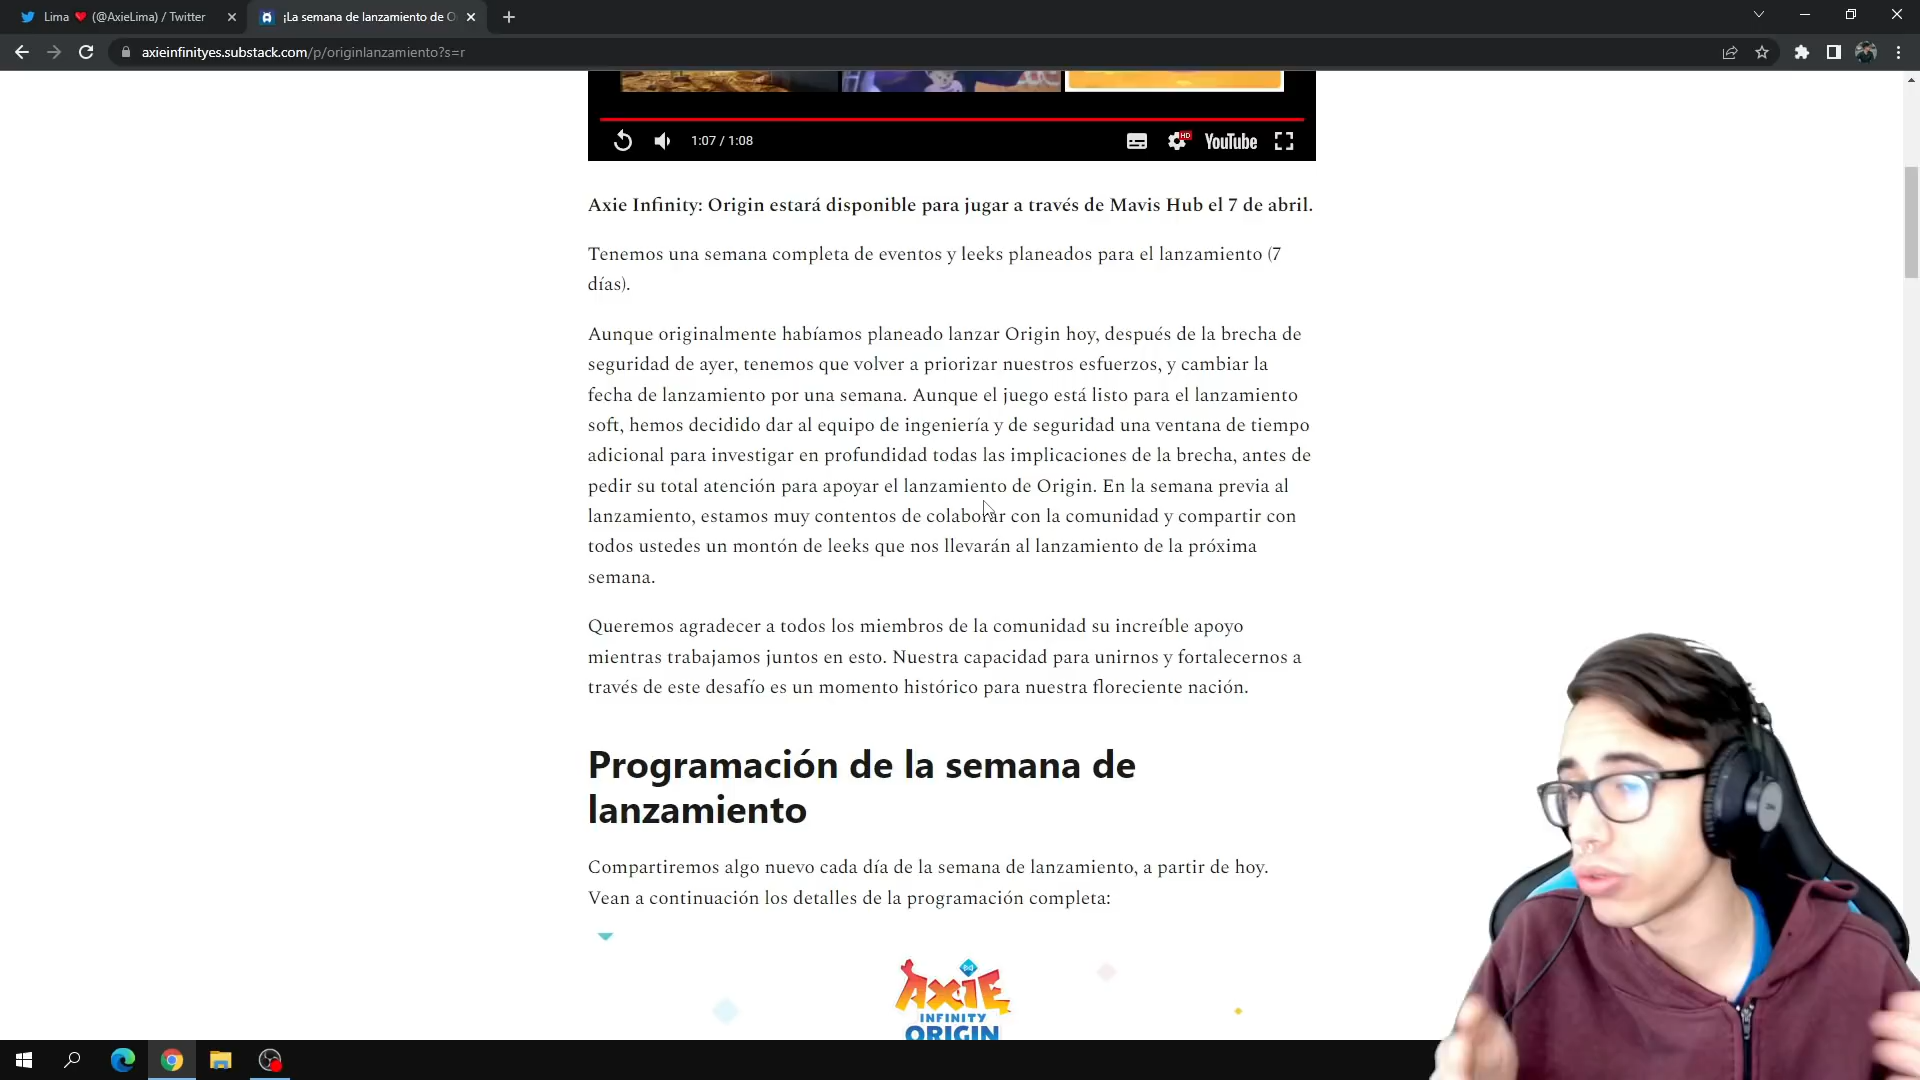 Lima ❤️ (@AxieLima) / Twitter
¡La semana de lanzamiento de O
axieinfinityes.substack.com/p/originlanzamiento?s=r
1:07 / 1:08
HD
YouTube
Axie Infinity: Origin estará disponible para jugar a través de Mavis Hub el 7 de abril.
Tenemos una semana completa de eventos y leeks planeados para el lanzamiento (7
días).
Aunque originalmente habíamos planeado lanzar Origin hoy, después de la brecha de
seguridad de ayer, tenemos que volver a priorizar nuestros esfuerzos, y cambiar la
fecha de lanzamiento por una semana. Aunque el juego está listo para el lanzamiento
soft, hemos decidido dar al equipo de ingeniería y de seguridad una ventana de tiempo
adicional para investigar en profundidad todas las implicaciones de la brecha, antes de
pedir su total atención para apoyar el lanzamiento de Origin. En la semana previa al
lanzamiento, estamos muy contentos de colaborar con la comunidad y compartir con
todos ustedes un montón de leeks que nos llevarán al lanzamiento de la próxima
semana.
Queremos agradecer a todos los miembros de la comunidad su increíble apoyo
mientras trabajamos juntos en esto. Nuestra capacidad para unirnos y fortalecernos a
través de este desafío es un momento histórico para nuestra floreciente nación.
Programación de la semana de
lanzamiento
Compartiremos algo nuevo cada día de la semana de lanzamiento, a partir de hoy.
Vean a continuación los detalles de la programación completa:
AXIE
INFINITY
ORIGIN